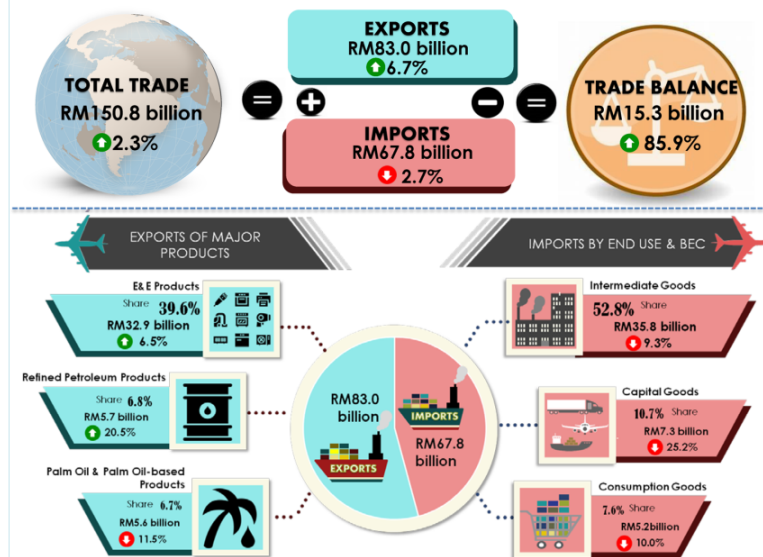 TOTAL TRADE
RM150.8 billion
2.3%
=
+
EXPORTS
RM83.0 billion
6.7%
IMPORTS
RM67.8 billion
2.7%
-
=
TRADE BALANCE
RM15.3 billion
85.9%
EXPORTS OF MAJOR
PRODUCTS
IMPORTS BY END USE & BEC
E&E Products
Share 39.6%
RM32.9 billion
6.5%
Refined Petroleum Products
Share 6.8%
RM5.7 billion
20.5%
Palm Oil & Palm Oil-based
Products
Share 6.7%
RM5.6 billion
11.5%
RM83.0
billion
EXPORTS
IMPORTS
RM67.8
billion
Intermediate Goods
52.8% Share
RM35.8 billion
9.3%
Capital Goods
10.7% Share
RM7.3 billion
25.2%
Consumption Goods
7.6% Share
RM5.2billion
10.0%